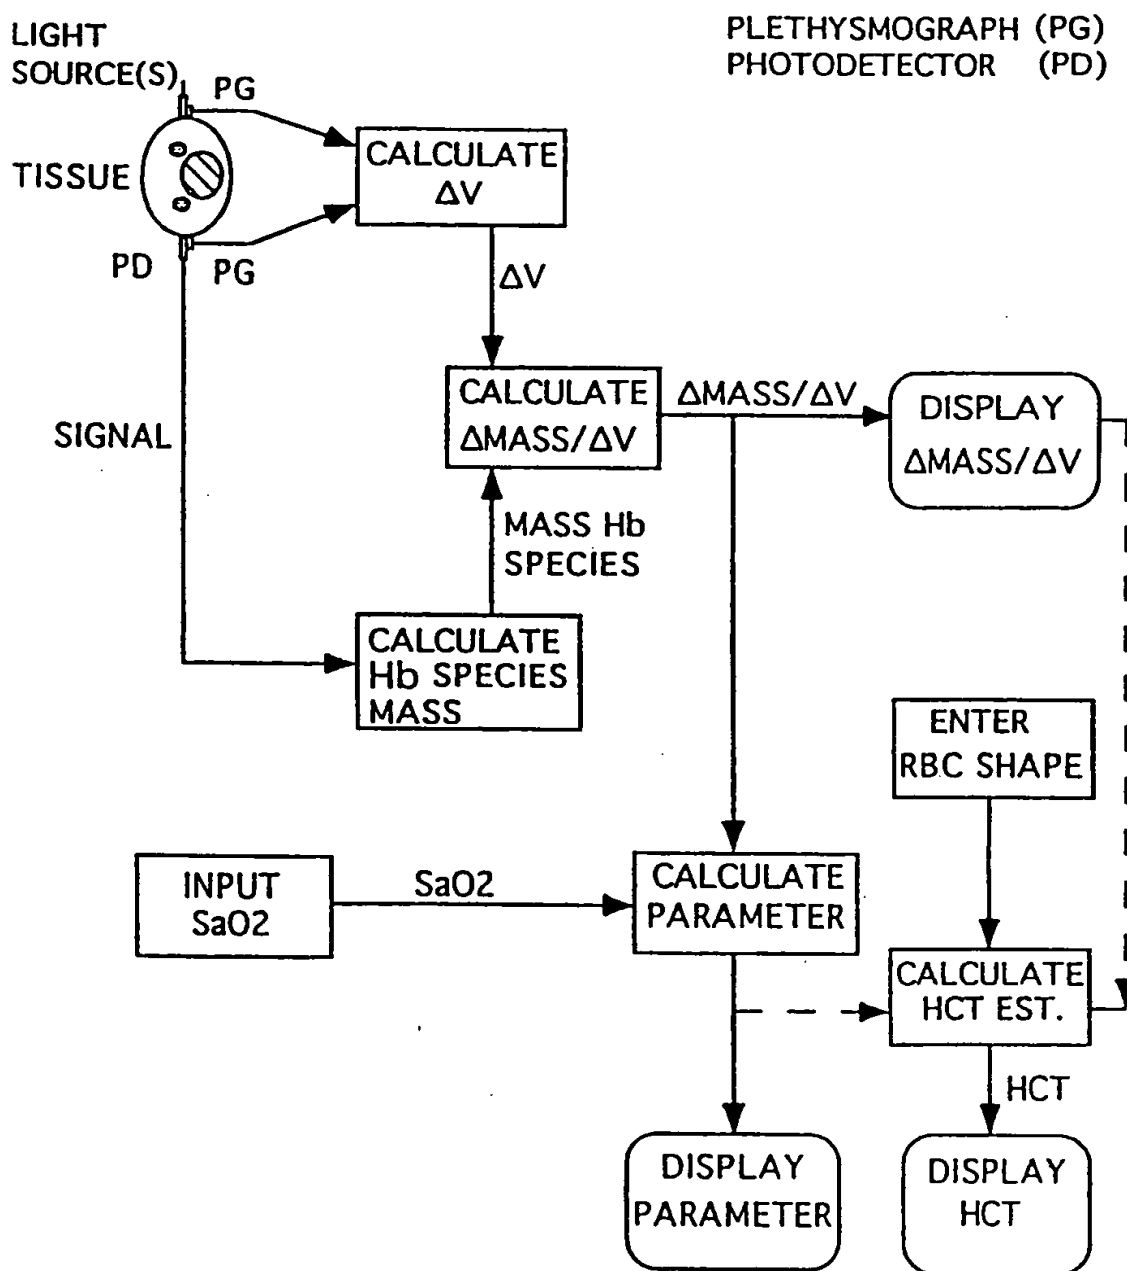 LIGHT
SOURCE(S)
PLETHYSMOGRAPH (PG)
PHOTODETECTOR (PD)
PG
TISSUE
CALCULATE
ΔV
PD
PG
ΔV
SIGNAL
CALCULATE
ΔMASS/ΔV
ΔMASS/ΔV
DISPLAY
ΔMASS/ΔV
MASS Hb
SPECIES
CALCULATE
Hb SPECIES
MASS
ENTER
RBC SHAPE
INPUT
SaO2
SaO2
CALCULATE
PARAMETER
CALCULATE
HCT EST.
HCT
DISPLAY
PARAMETER
DISPLAY
HCT